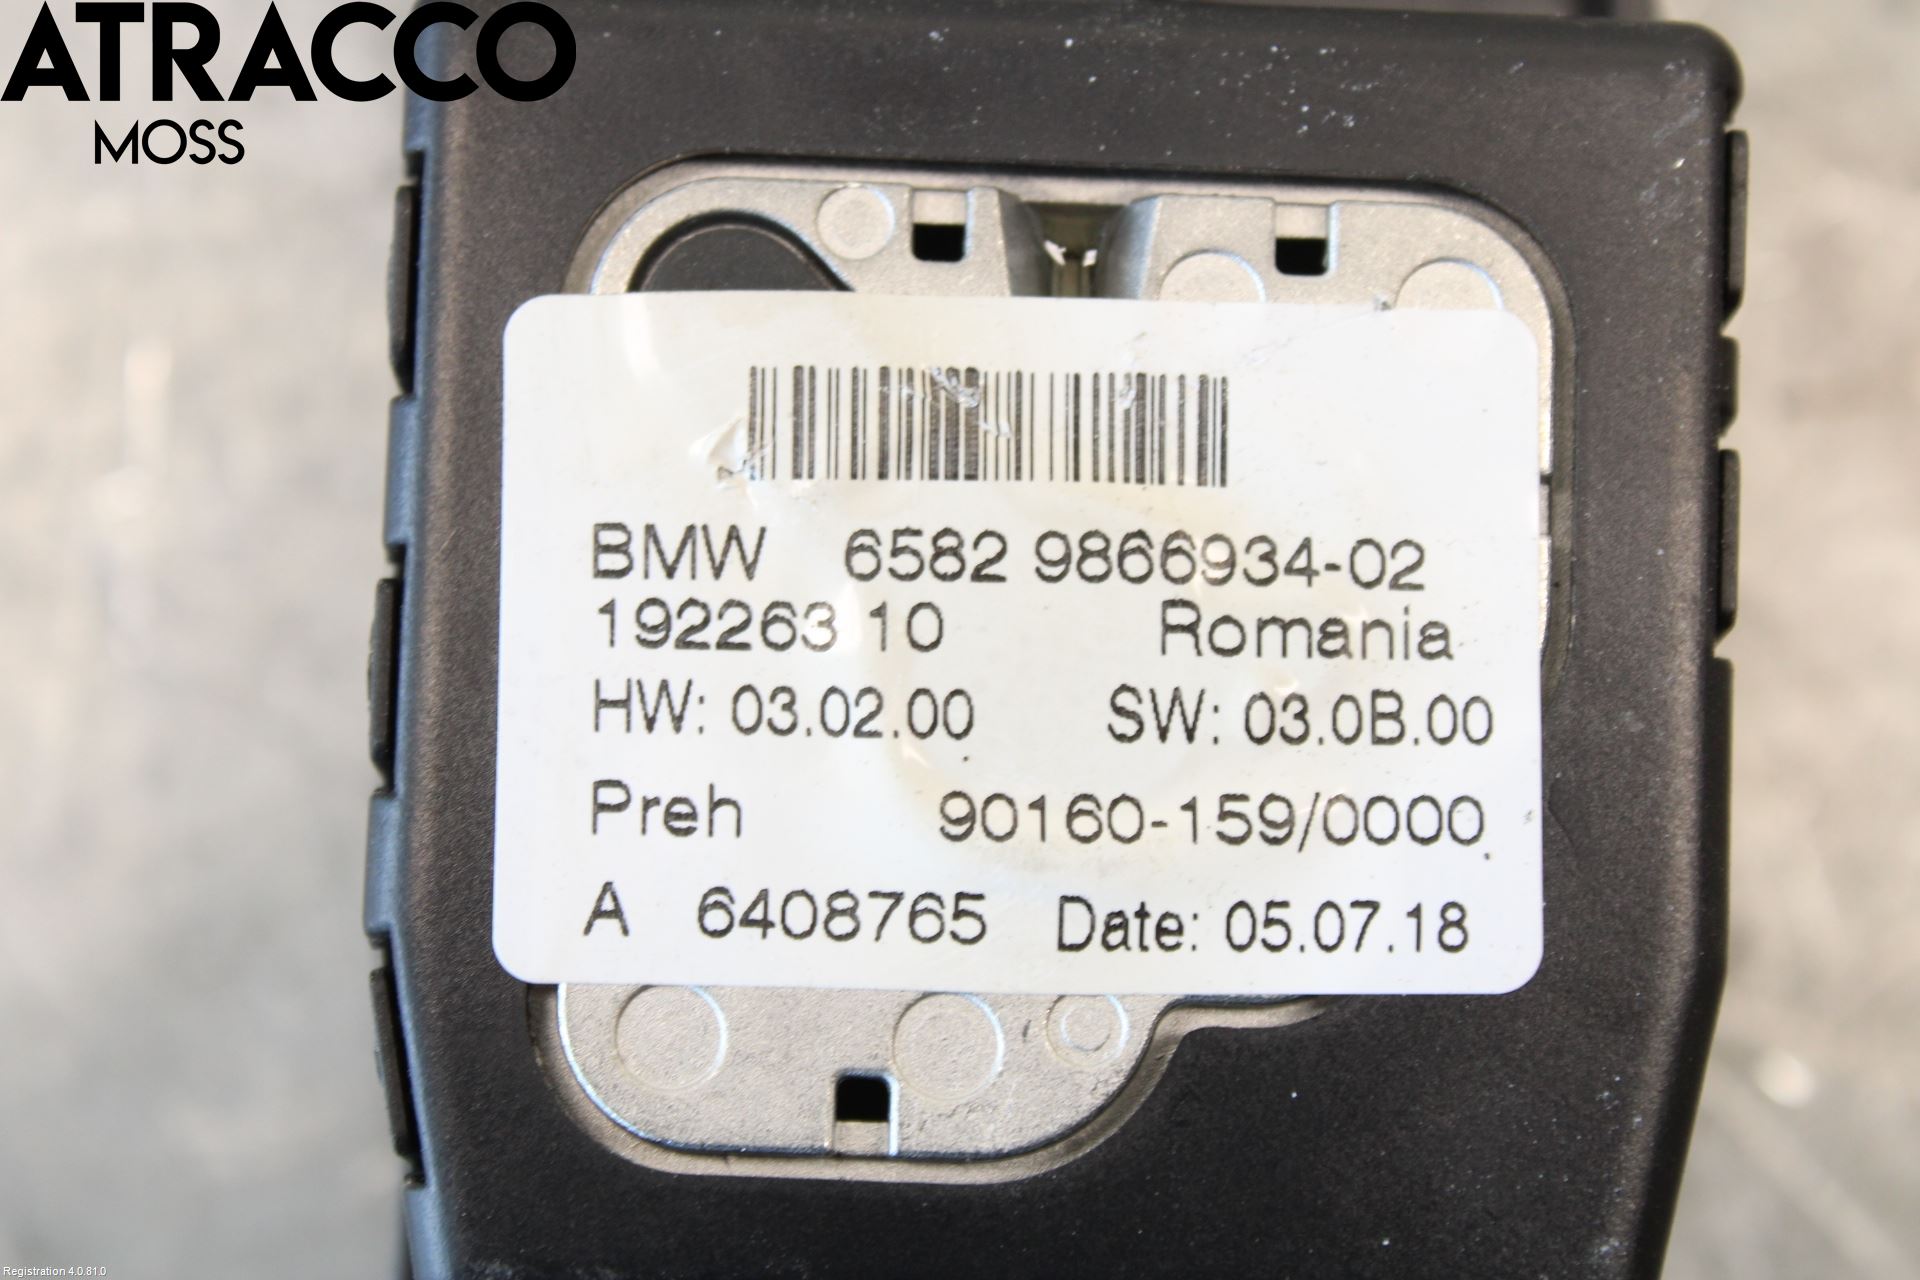 ATRACCO
MOSS
BMW 6582 9866934-02
192263 10 Romania
HW: 03.02.00 SW: 03.0B.00
Preh 90160-159/0000
A 6408765 Date: 05.07.18
Registration 4.0.81.0